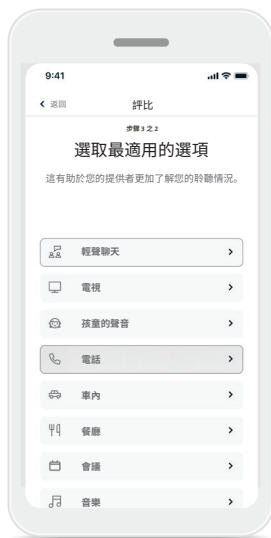 9:41
返回
評比
步驟 3 之 2
選取最適用的選項
這有助於您的提供者更加了解您的聆聽情況。
輕聲聊天
電視
孩童的聲音
電話
車內
餐廳
會議
音樂